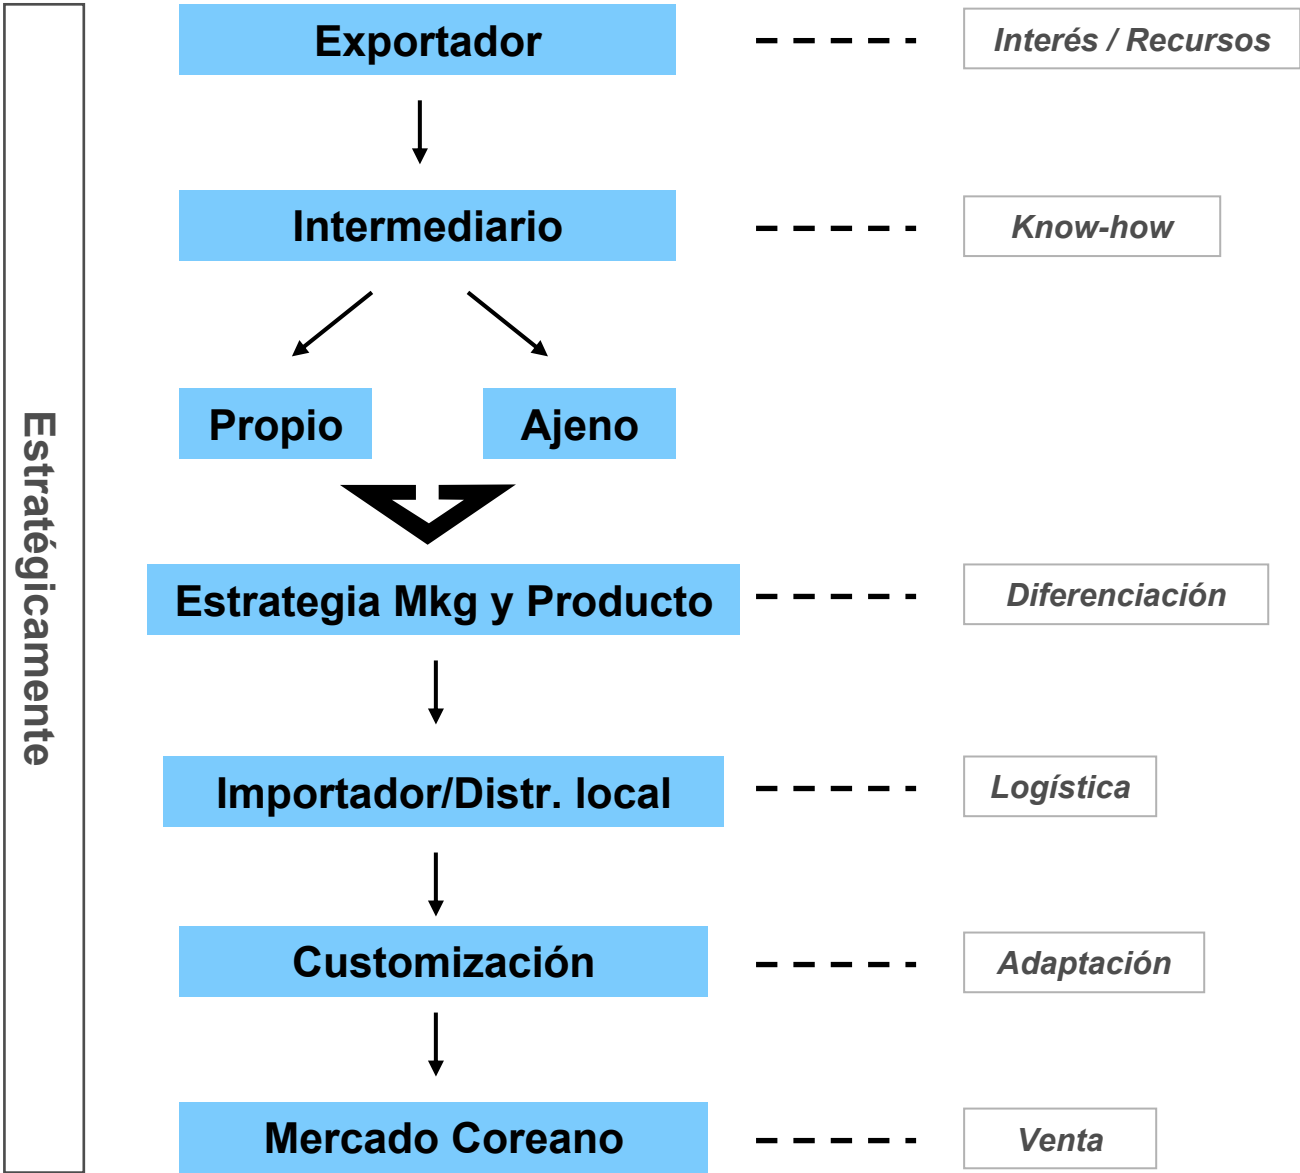 Estratégicamente
Exportador
Interés / Recursos
Intermediario
Know-how
Propio
Ajeno
Estrategia Mkg y Producto
Diferenciación
Importador/Distr. local
Logística
Customización
Adaptación
Mercado Coreano
Venta